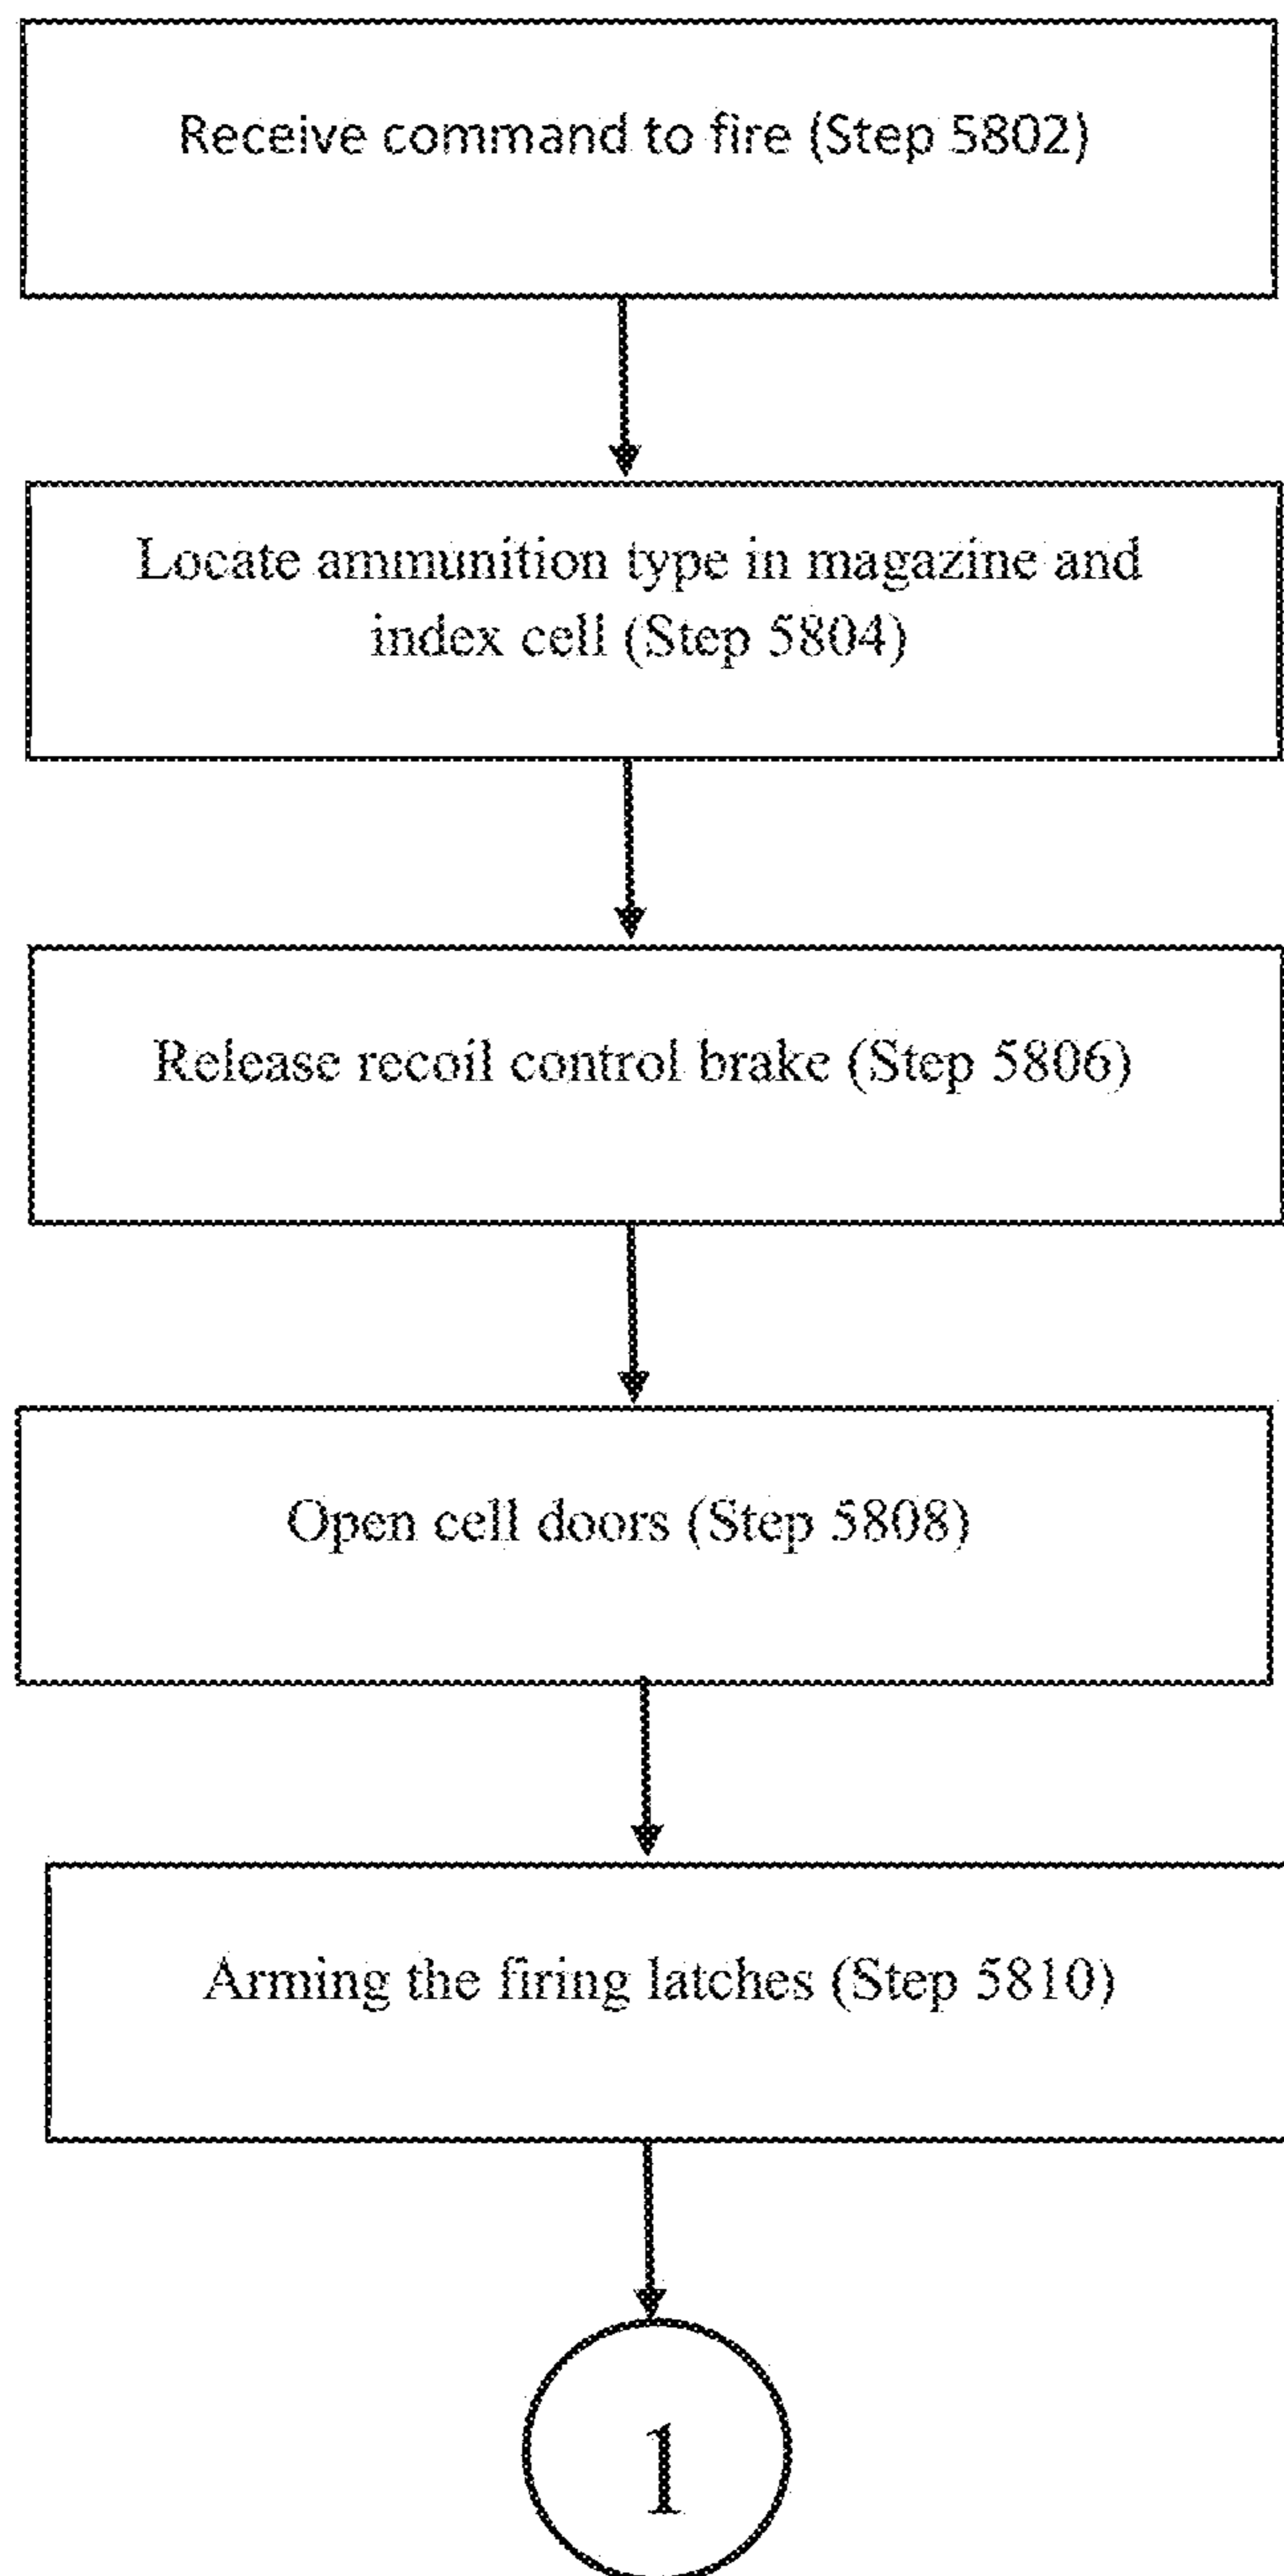 Receive command to fire (Step 5802)
Locate ammunition type in magazine and
index cell (Step 5804)
Release recoil control brake (Step 5806)
Open cell doors (Step 5808)
Arming the firing latches (Step 5810)
1